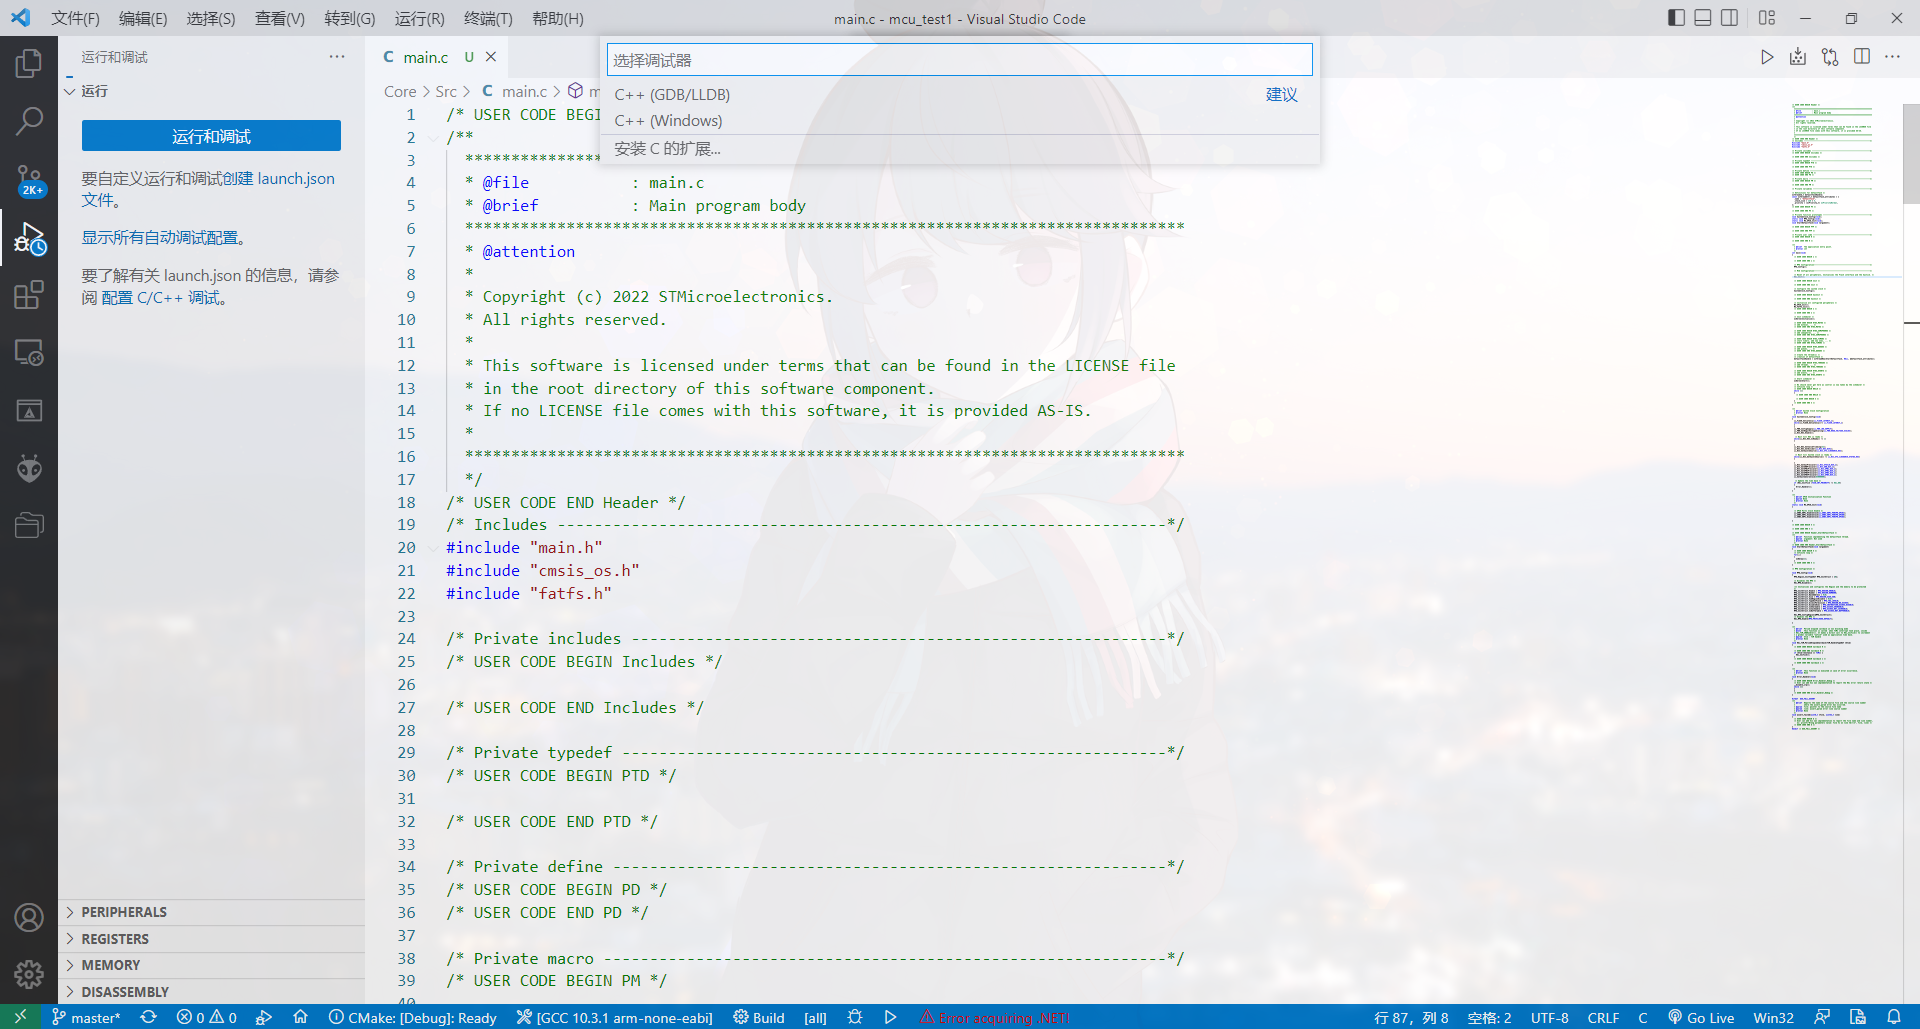 文件(F) 编辑(E) 选择(S) 查看(V) 转到(G) 运行(R) 终端(T) 帮助(H)
main.c - mcu_test1 - Visual Studio Code
运行和调试
运行
运行和调试
要自定义运行和调试创建 launch.json
文件。
显示所有自动调试配置。
要了解有关 launch.json 的信息，请参
阅 配置 C/C++ 调试。
2K+
PERIPHERALS
REGISTERS
MEMORY
DISASSEMBLY
C main.c U
选择调试器
C++ (GDB/LLDB) 建议
C++ (Windows)
安装 C 的扩展...
Core > Src > C main.c > m
1 /* USER CODE BEGI
2 /**
3 ***************
4 * @file : main.c
5 * @brief : Main program body
6 ******************************************************************************
7 * @attention
8 *
9 * Copyright (c) 2022 STMicroelectronics.
10 * All rights reserved.
11 *
12 * This software is licensed under terms that can be found in the LICENSE file
13 * in the root directory of this software component.
14 * If no LICENSE file comes with this software, it is provided AS-IS.
15 *
16 ******************************************************************************
17 */
18 /* USER CODE END Header */
19 /* Includes ------------------------------------------------------------------*/
20 #include "main.h"
21 #include "cmsis_os.h"
22 #include "fatfs.h"
23
24 /* Private includes ----------------------------------------------------------*/
25 /* USER CODE BEGIN Includes */
26
27 /* USER CODE END Includes */
28
29 /* Private typedef -----------------------------------------------------------*/
30 /* USER CODE BEGIN PTD */
31
32 /* USER CODE END PTD */
33
34 /* Private define ------------------------------------------------------------*/
35 /* USER CODE BEGIN PD */
36 /* USER CODE END PD */
37
38 /* Private macro -------------------------------------------------------------*/
39 /* USER CODE BEGIN PM */
40
master* 0 0 CMake: [Debug]: Ready [GCC 10.3.1 arm-none-eabi] Build [all] Error acquiring .NET! 行 87，列 8 空格: 2 UTF-8 CRLF C Go Live Win32